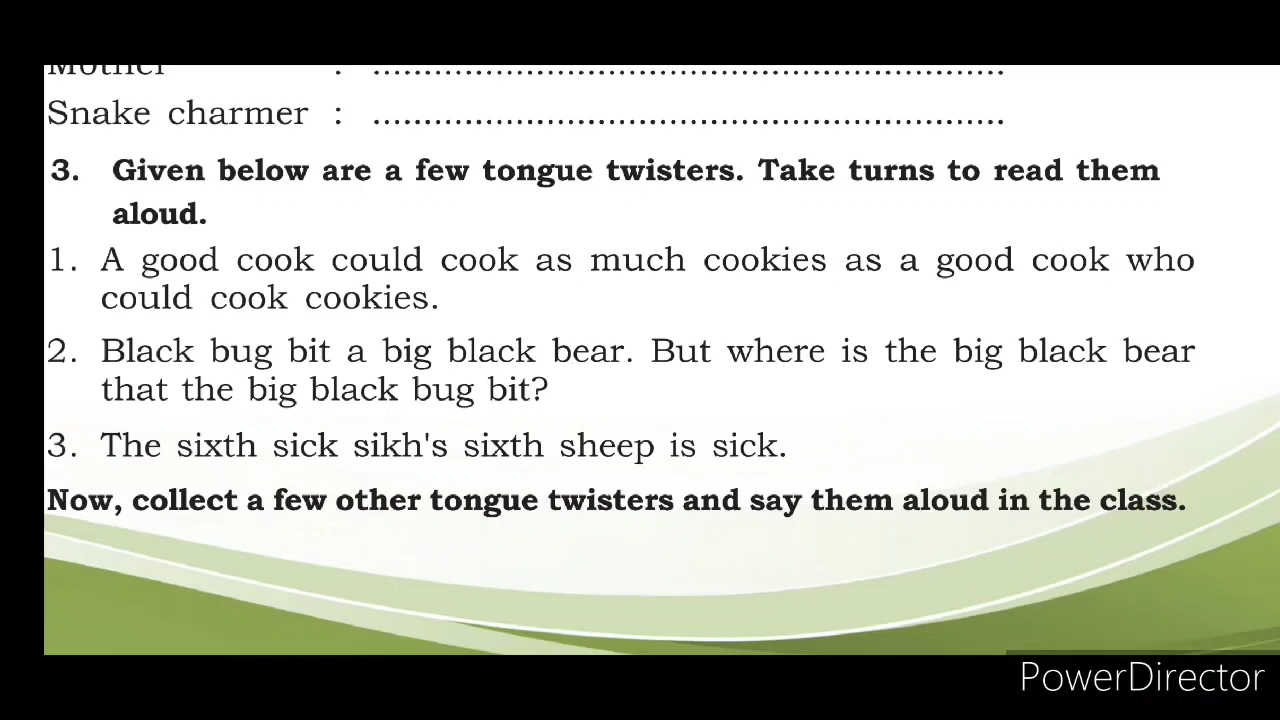 Mother : ..............................................................
Snake charmer : ..............................................................
3. Given below are a few tongue twisters. Take turns to read them
aloud.
1. A good cook could cook as much cookies as a good cook who
could cook cookies.
2. Black bug bit a big black bear. But where is the big black bear
that the big black bug bit?
3. The sixth sick sikh's sixth sheep is sick.
Now, collect a few other tongue twisters and say them aloud in the class.
PowerDirector